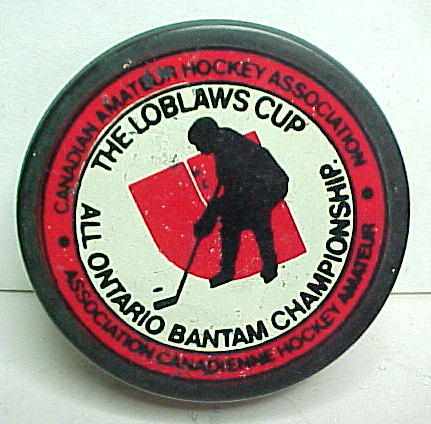 CANADIAN AMATEUR HOCKEY ASSOCIATION
THE LOBLAWS CUP
ALL ONTARIO BANTAM CHAMPIONSHIP.
ASSOCIATION CANADIENNE HOCKEY AMATEUR